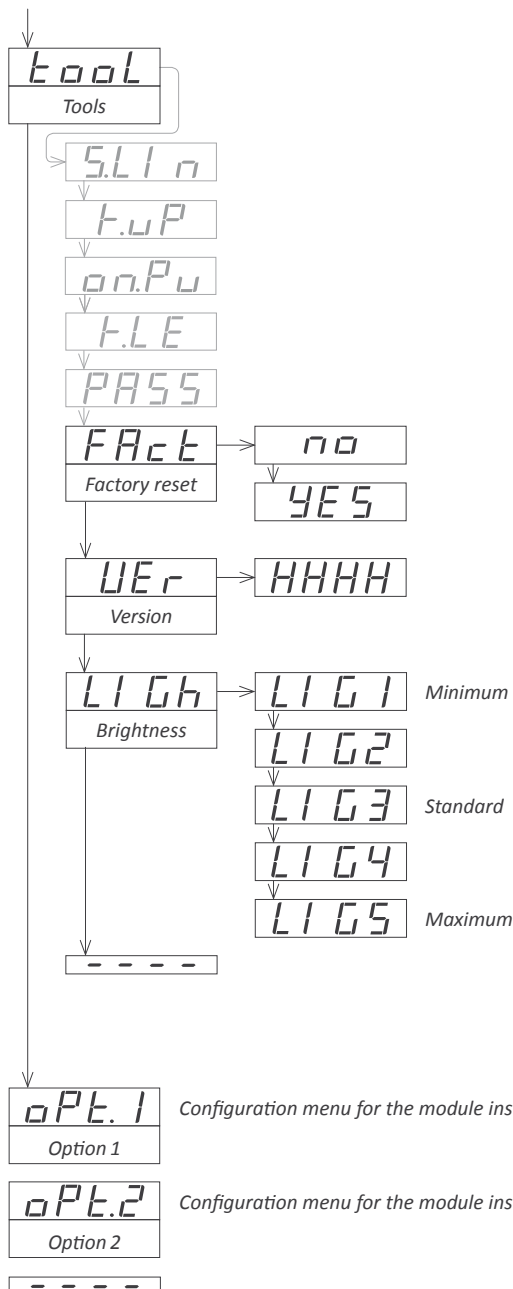 tooL
Tools
S.LIn
t.uP
on.Pu
t.LE
PASS
FAct
no
Factory reset
YES
VEr
HHHH
Version
LIGh
LIG1
Minimum
Brightness
LIG2
LIG3
Standard
LIG4
LIG5
Maximum
----
oPt.1
Configuration menu for the module ins
Option 1
oPt.2
Configuration menu for the module ins
Option 2
----